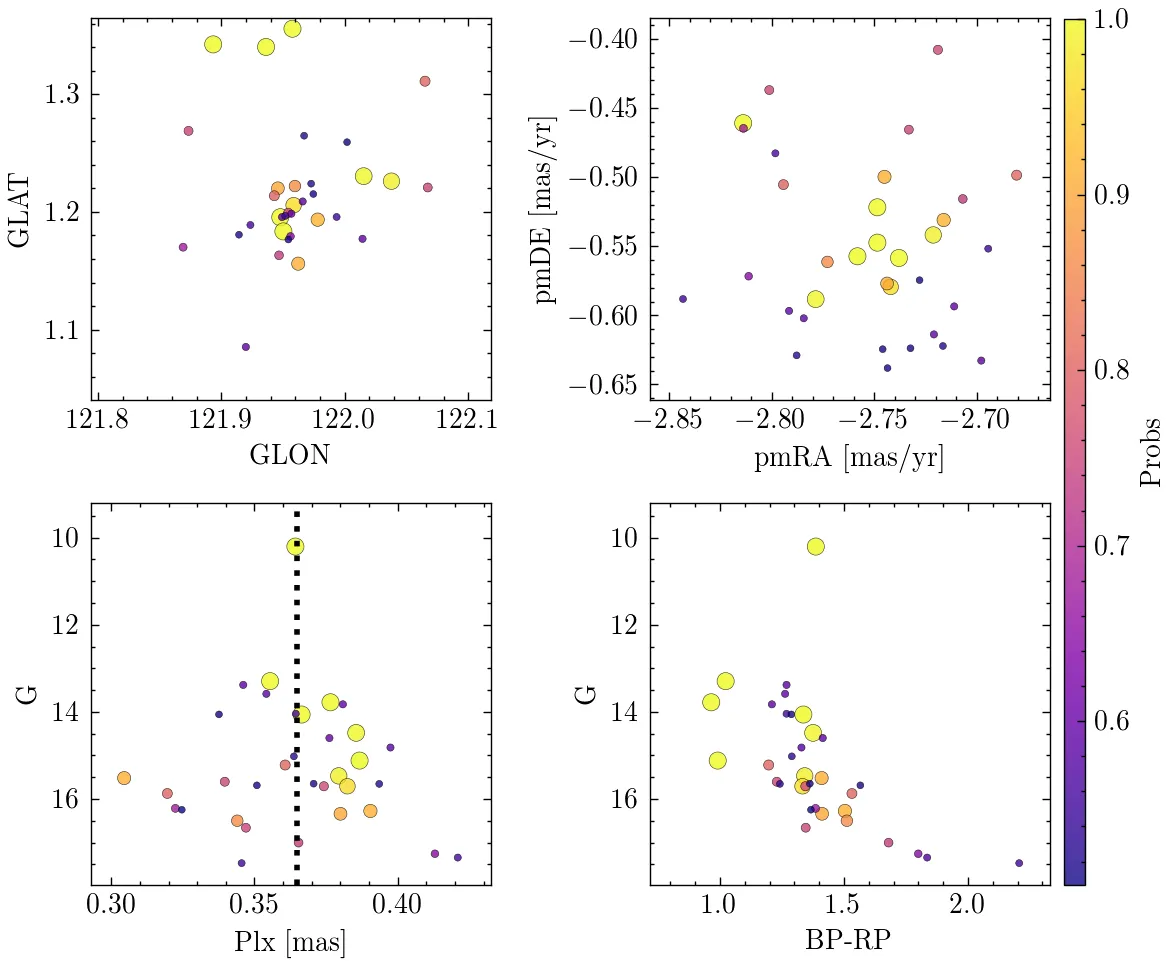 1.3
1.2
1.1
GLAT
121.8 121.9 122.0 122.1
GLON
−0.40
−0.45
−0.50
−0.55
−0.60
−0.65
pmDE [mas/yr]
−2.85 −2.80 −2.75 −2.70
pmRA [mas/yr]
10
12
14
16
G
0.30 0.35 0.40
Plx [mas]
10
12
14
16
G
1.0 1.5 2.0
BP-RP
1.0
0.9
0.8
0.7
0.6
Probs